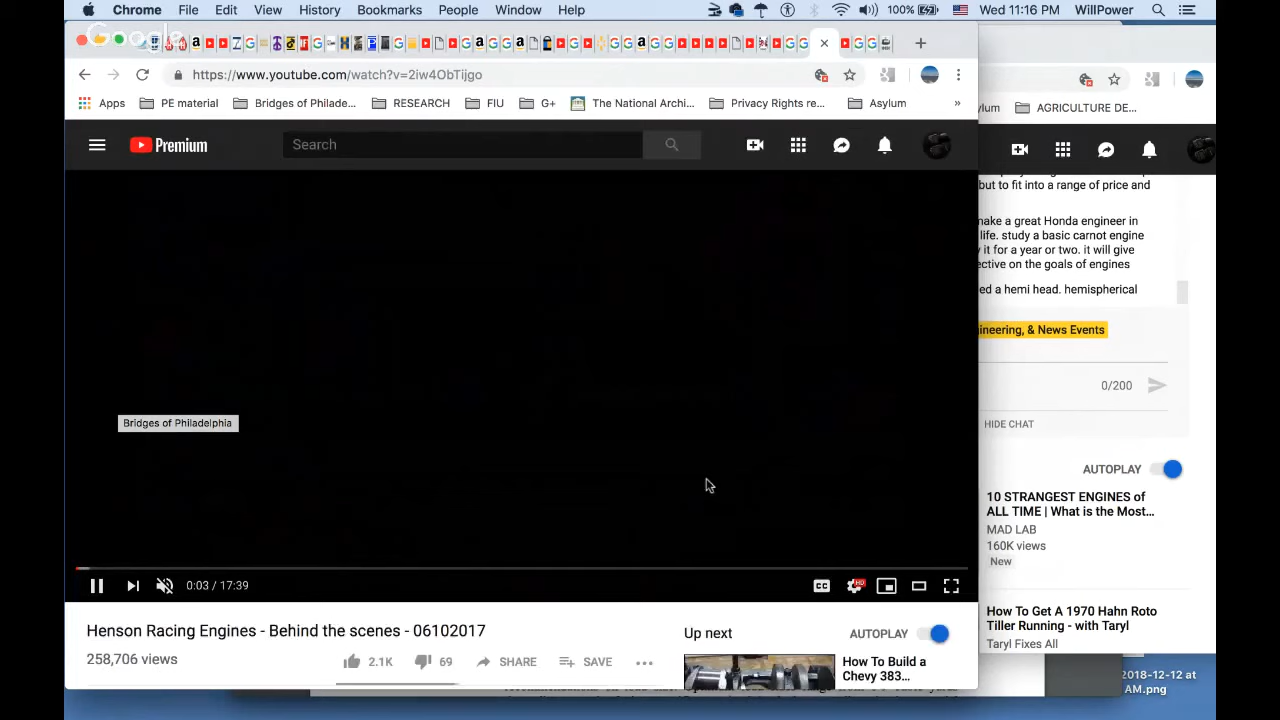 Chrome File Edit View History Bookmarks People Window Help 100% Wed 11:16 PM WillPower
Google
https://www.youtube.com/watch?v=2iw4ObTijgo
Apps PE material Bridges of Philade... RESEARCH FIU G+ The National Archi... Privacy Rights re... Asylum »
ylum AGRICULTURE DE...
Premium Search
but to fit into a range of price and
make a great Honda engineer in
life. study a basic carnot engine
it for a year or two. it will give
ective on the goals of engines
ed a hemi head. hemispherical
ineering, & News Events
0/200
HIDE CHAT
AUTOPLAY
10 STRANGEST ENGINES of
ALL TIME | What is the Most...
MAD LAB
160K views
New
How To Get A 1970 Hahn Roto
Tiller Running - with Taryl
Taryl Fixes All
Bridges of Philadelphia
0:03 / 17:39 CC HD
Henson Racing Engines - Behind the scenes - 06102017
258,706 views 2.1K 69 SHARE SAVE
Up next AUTOPLAY
How To Build a
Chevy 383...
2018-12-12 at
AM.png